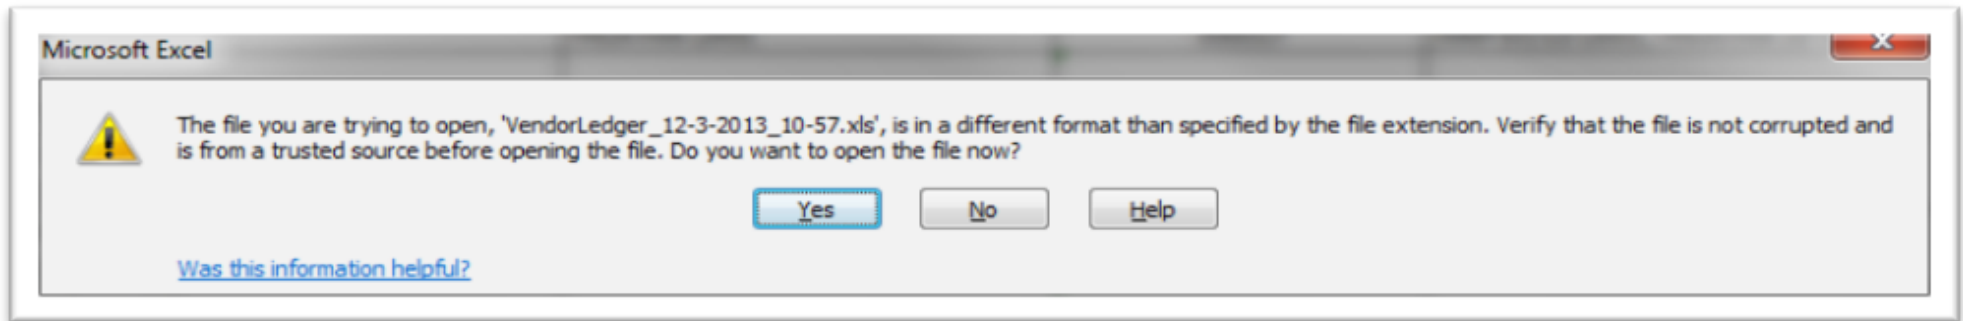 Microsoft Excel
The file you are trying to open, 'VendorLedger_12-3-2013_10-57.xls', is in a different format than specified by the file extension. Verify that the file is not corrupted and
is from a trusted source before opening the file. Do you want to open the file now?
Yes No Help
Was this information helpful?